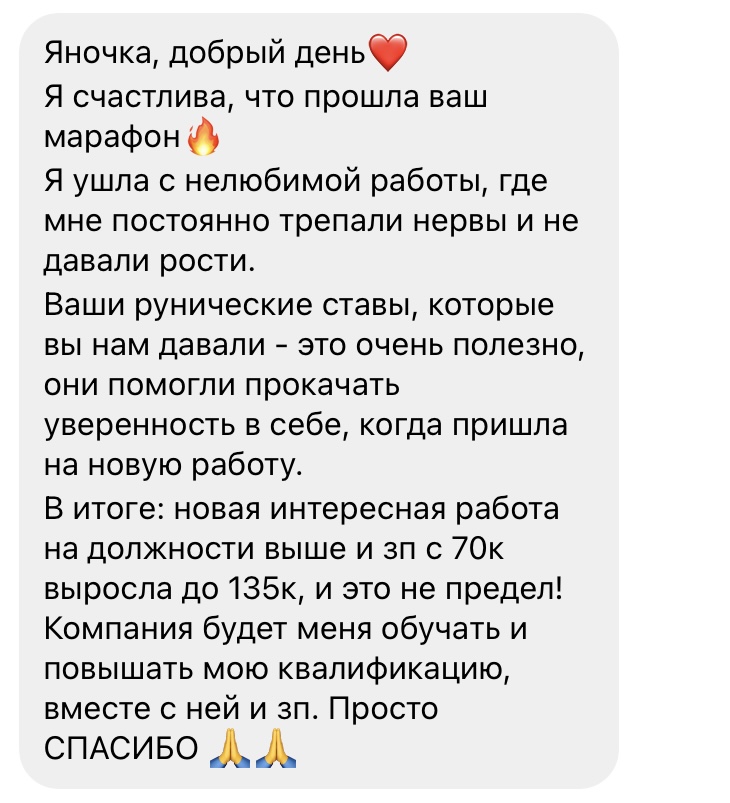 Яночка, добрый день❤️
Я счастлива, что прошла ваш
марафон🔥
Я ушла с нелюбимой работы, где
мне постоянно трепали нервы и не
давали рости.
Ваши рунические ставы, которые
вы нам давали - это очень полезно,
они помогли прокачать
уверенность в себе, когда пришла
на новую работу.
В итоге: новая интересная работа
на должности выше и зп с 70к
выросла до 135к, и это не предел!
Компания будет меня обучать и
повышать мою квалификацию,
вместе с ней и зп. Просто
СПАСИБО 🙏🙏